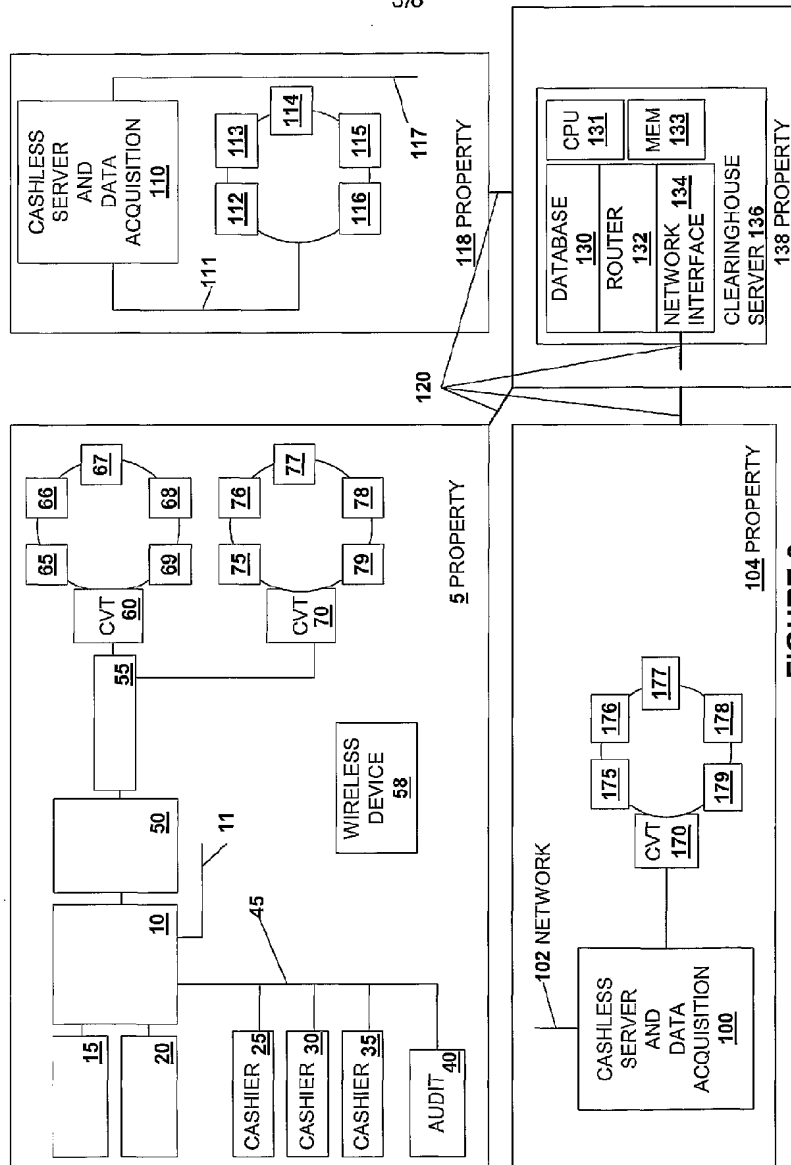 118 PROPERTY
CASHLESS
SERVER
AND
DATA
ACQUISITION
110
111
112
113
114
115
116
117
5 PROPERTY
15
20
10
11
50
55
45
CASHIER 25
CASHIER 30
CASHIER 35
AUDIT 40
WIRELESS
DEVICE
58
CVT
60
65
66
67
68
69
CVT
70
75
76
77
78
79
120
DATABASE
130
ROUTER
132
NETWORK 134
INTERFACE
CPU
131
MEM
133
CLEARINGHOUSE
SERVER 136
138 PROPERTY
104 PROPERTY
102 NETWORK
CASHLESS
SERVER
AND
DATA
ACQUISITION
100
CVT
170
175
176
177
178
179